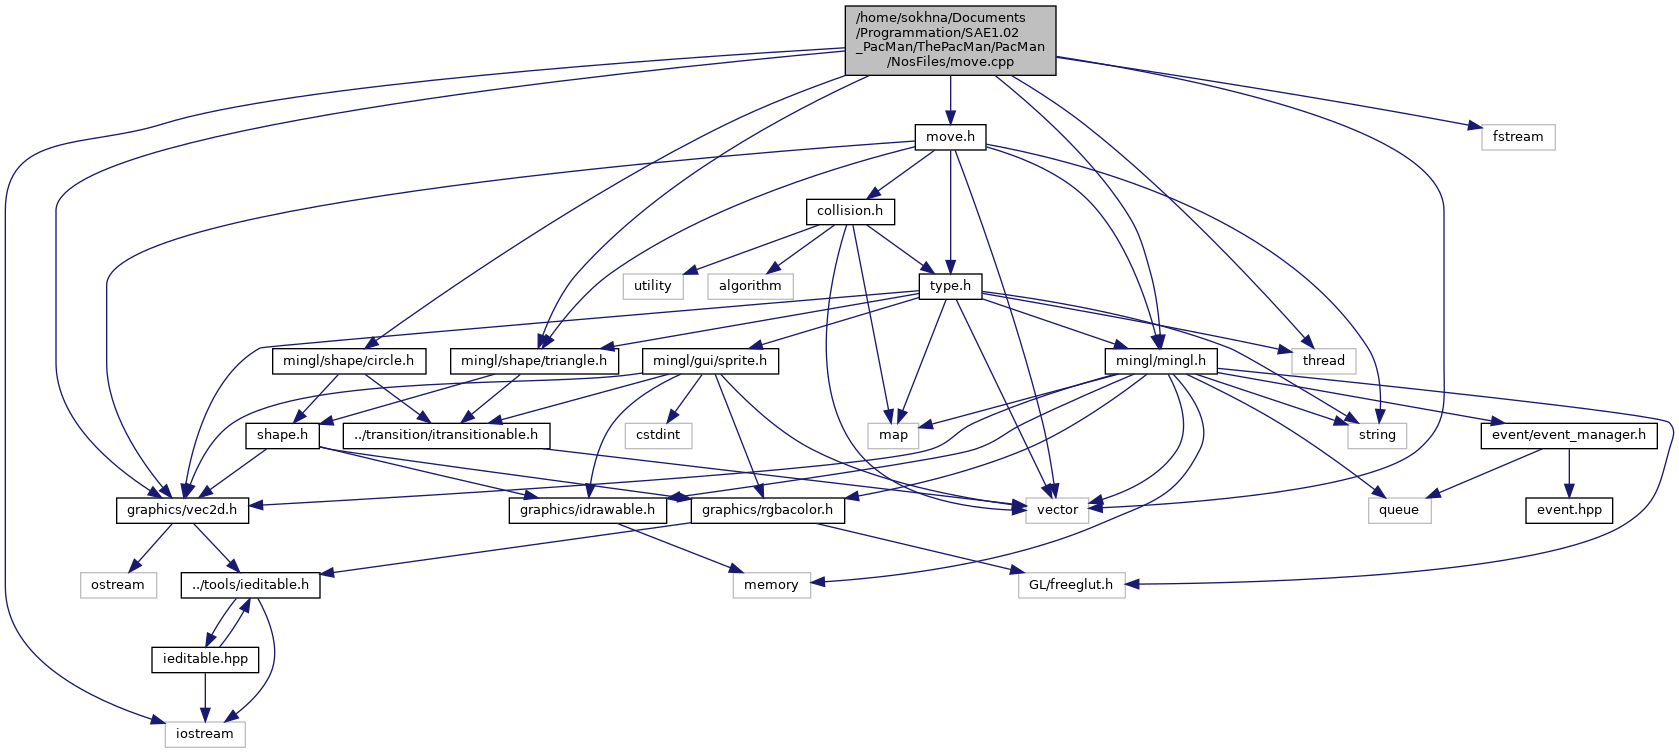 /home/sokhna/Documents
/Programmation/SAE1.02
_PacMan/ThePacMan/PacMan
/NosFiles/move.cpp
move.h
fstream
collision.h
utility
algorithm
type.h
mingl/shape/circle.h
mingl/shape/triangle.h
mingl/gui/sprite.h
mingl/mingl.h
thread
shape.h
../transition/itransitionable.h
cstdint
map
string
event/event_manager.h
graphics/vec2d.h
graphics/idrawable.h
graphics/rgbacolor.h
vector
queue
event.hpp
ostream
../tools/ieditable.h
memory
GL/freeglut.h
ieditable.hpp
iostream